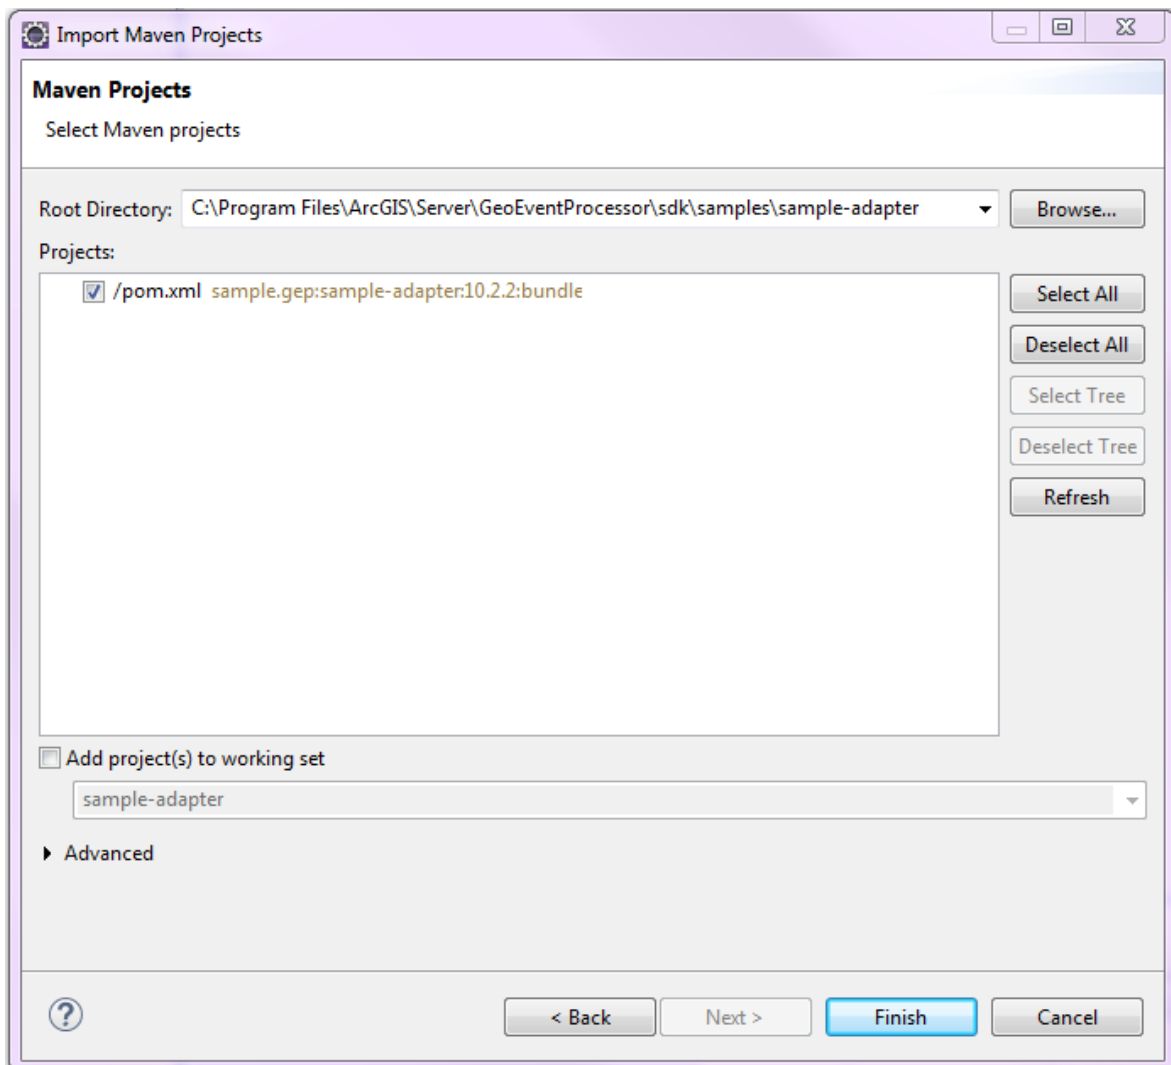 Import Maven Projects
Maven Projects
Select Maven projects
Root Directory: C:\Program Files\ArcGIS\Server\GeoEventProcessor\sdk\samples\sample-adapter Browse...
Projects:
/pom.xml sample.gep:sample-adapter:10.2.2:bundle
Select All
Deselect All
Select Tree
Deselect Tree
Refresh
Add project(s) to working set
sample-adapter
Advanced
? < Back Next > Finish Cancel